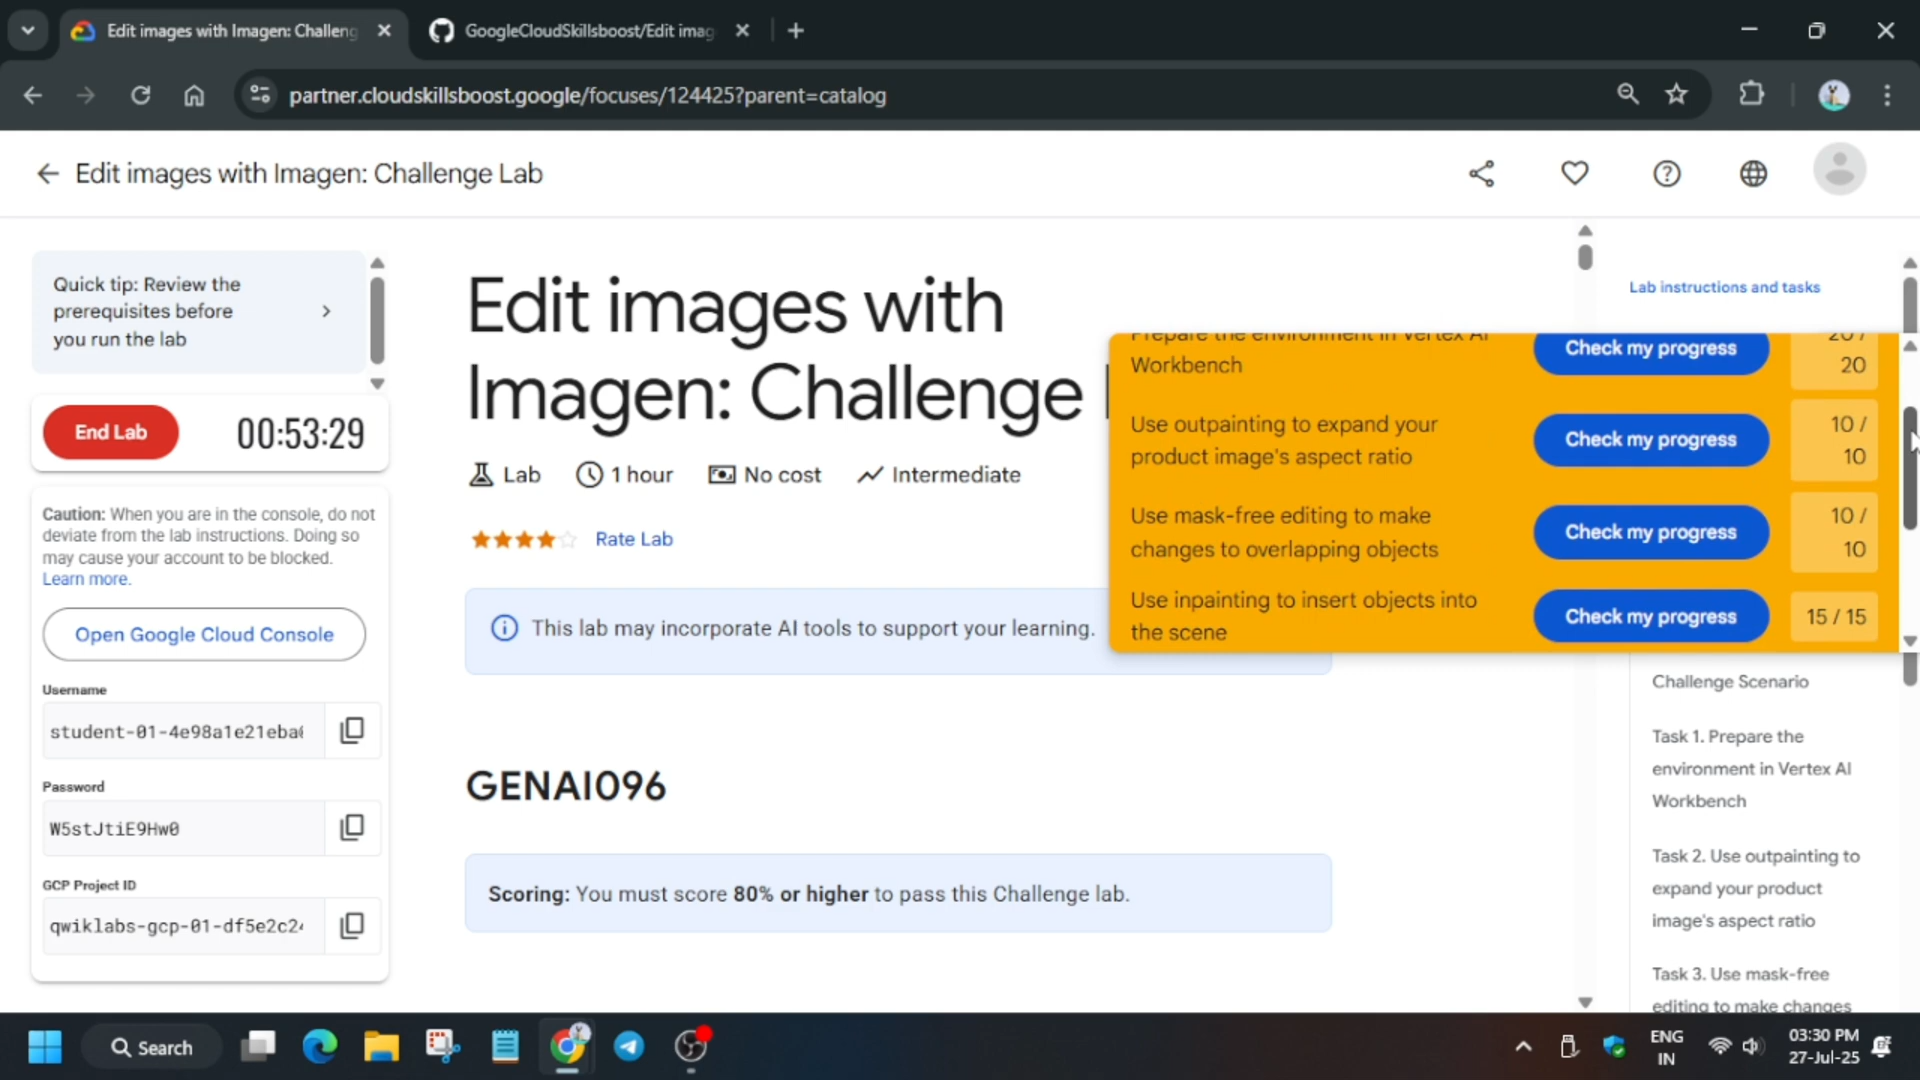 Edit images with Imagen: Challeng
GoogleCloudSkillsboost/Edit imag
partner.cloudskillsboost.google/focuses/124425?parent=catalog
Edit images with Imagen: Challenge Lab
Quick tip: Review the
prerequisites before
you run the lab
End Lab
00:53:29
Caution: When you are in the console, do not
deviate from the lab instructions. Doing so
may cause your account to be blocked.
Learn more.
Open Google Cloud Console
Username
student-01-4e98a1e21eba
Password
W5stJtiE9Hw0
GCP Project ID
qwiklabs-gcp-01-df5e2c24
Edit images with
Imagen: Challenge
Lab
1 hour
No cost
Intermediate
Rate Lab
This lab may incorporate AI tools to support your learning.
GENAI096
Scoring: You must score 80% or higher to pass this Challenge lab.
Lab instructions and tasks
Prepare the environment in Vertex AI
Workbench
Check my progress
20 /
20
Use outpainting to expand your
product image's aspect ratio
Check my progress
10 /
10
Use mask-free editing to make
changes to overlapping objects
Check my progress
10 /
10
Use inpainting to insert objects into
the scene
Check my progress
15 / 15
Challenge Scenario
Task 1. Prepare the
environment in Vertex AI
Workbench
Task 2. Use outpainting to
expand your product
image's aspect ratio
Task 3. Use mask-free
editing to make changes
Search
ENG
IN
03:30 PM
27-Jul-25